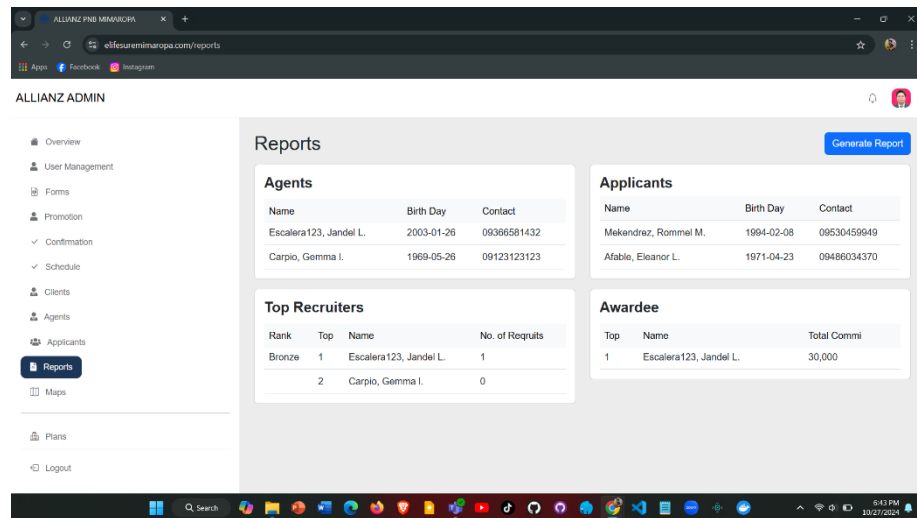 ALLIANZ PNB MIMAROPA
elifesuremimaropa.com/reports
Apps Facebook Instagram
ALLIANZ ADMIN
Overview
User Management
Forms
Promotion
Confirmation
Schedule
Clients
Agents
Applicants
Reports
Maps
Plans
Logout
Reports
Generate Report
Agents
Name Birth Day Contact
Escalera123, Jandel L. 2003-01-26 09366581432
Carpio, Gemma I. 1969-05-26 09123123123
Applicants
Name Birth Day Contact
Mekendrez, Rommel M. 1994-02-08 09530459949
Afable, Eleanor L. 1971-04-23 09486034370
Top Recruiters
Rank Top Name No. of Reqruits
Bronze 1 Escalera123, Jandel L. 1
2 Carpio, Gemma I. 0
Awardee
Top Name Total Commi
1 Escalera123, Jandel L. 30,000
Search
6:43 PM
10/27/2024